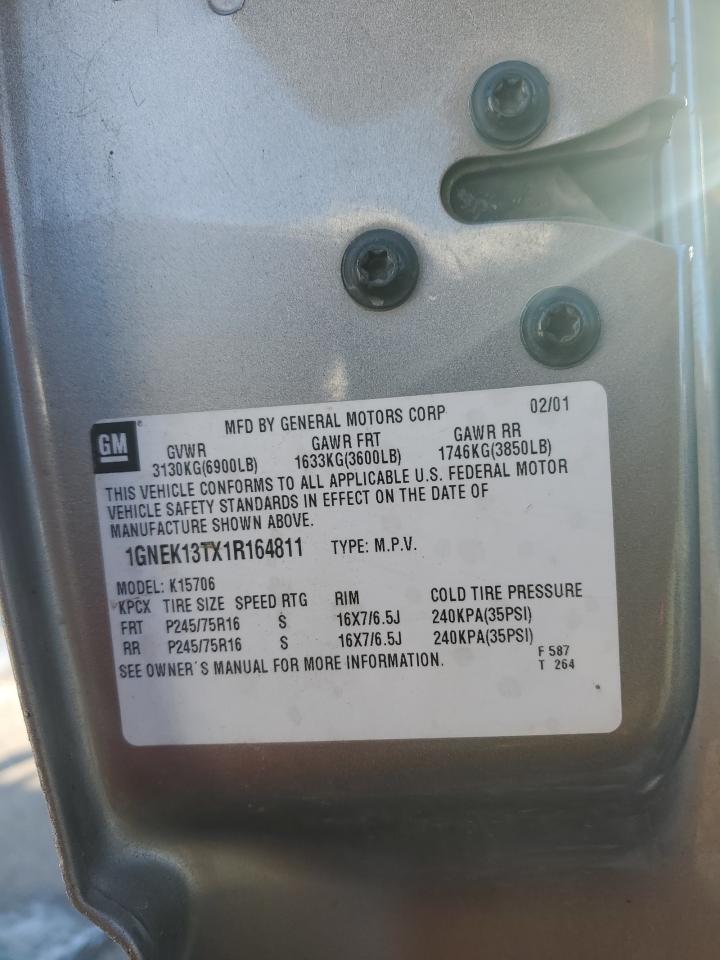 GM
MFD BY GENERAL MOTORS CORP 02/01
GVWR GAWR FRT GAWR RR
3130KG(6900LB) 1633KG(3600LB) 1746KG(3850LB)
THIS VEHICLE CONFORMS TO ALL APPLICABLE U.S. FEDERAL MOTOR
VEHICLE SAFETY STANDARDS IN EFFECT ON THE DATE OF
MANUFACTURE SHOWN ABOVE.
1GNEK13TX1R164811 TYPE: M.P.V.
MODEL: K15706
KPCX TIRE SIZE SPEED RTG RIM COLD TIRE PRESSURE
FRT P245/75R16 S 16X7/6.5J 240KPA(35PSI)
RR P245/75R16 S 16X7/6.5J 240KPA(35PSI)
SEE OWNER'S MANUAL FOR MORE INFORMATION. F 587
T 264